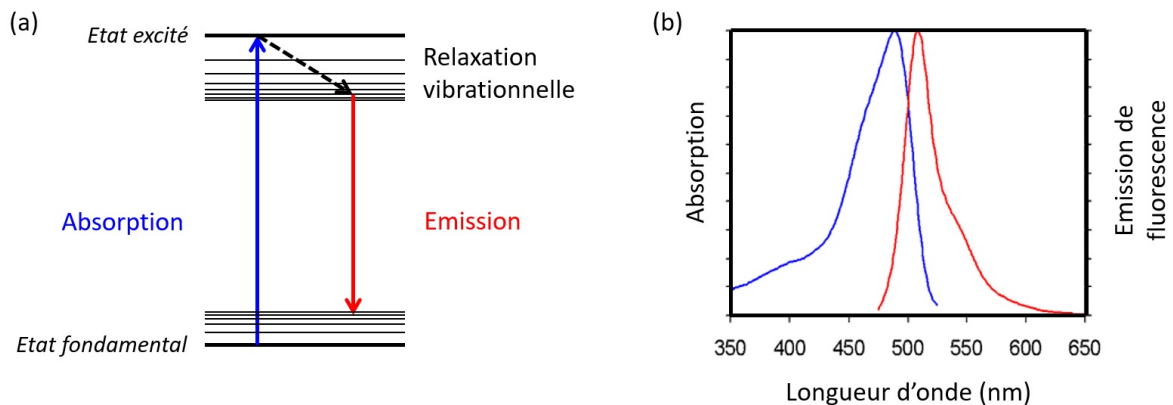 (a)
Etat excité
Relaxation
vibrationnelle
Absorption
Emission
Etat fondamental
(b)
Absorption
Emission de
fluorescence
350 400 450 500 550 600 650
Longueur d’onde (nm)